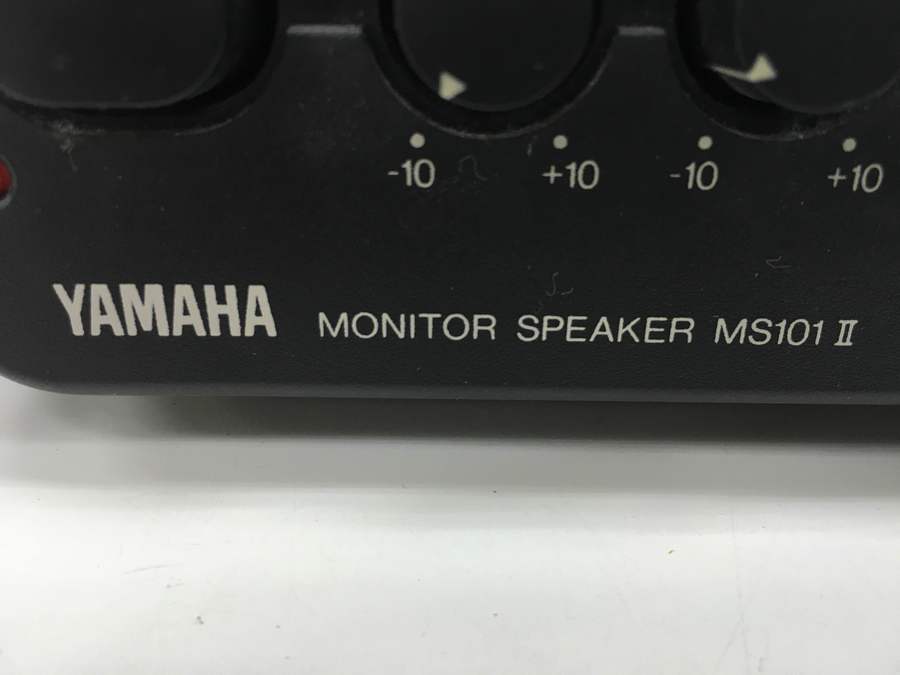 -10 +10 -10 +10
YAMAHA MONITOR SPEAKER MS101 II